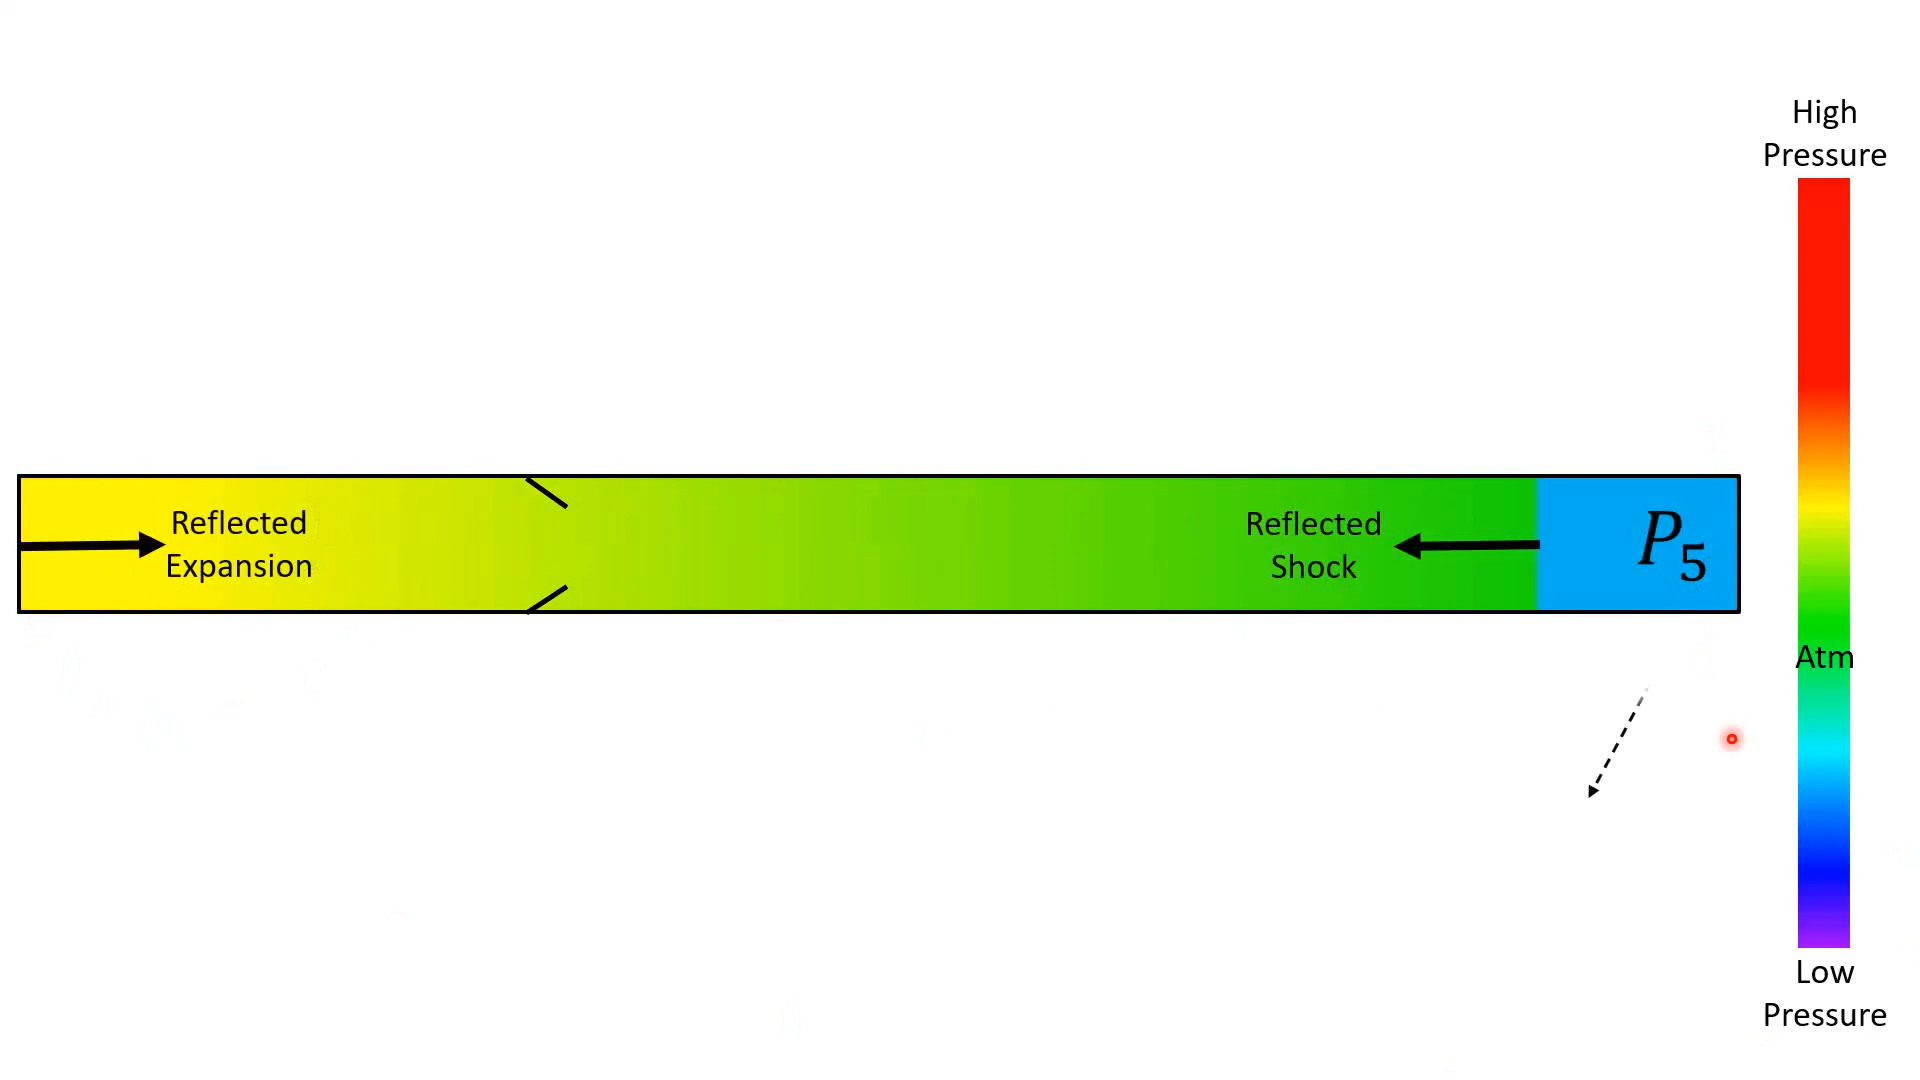 High
Pressure
Reflected
Expansion
Reflected
Shock
P5
Atm
Low
Pressure